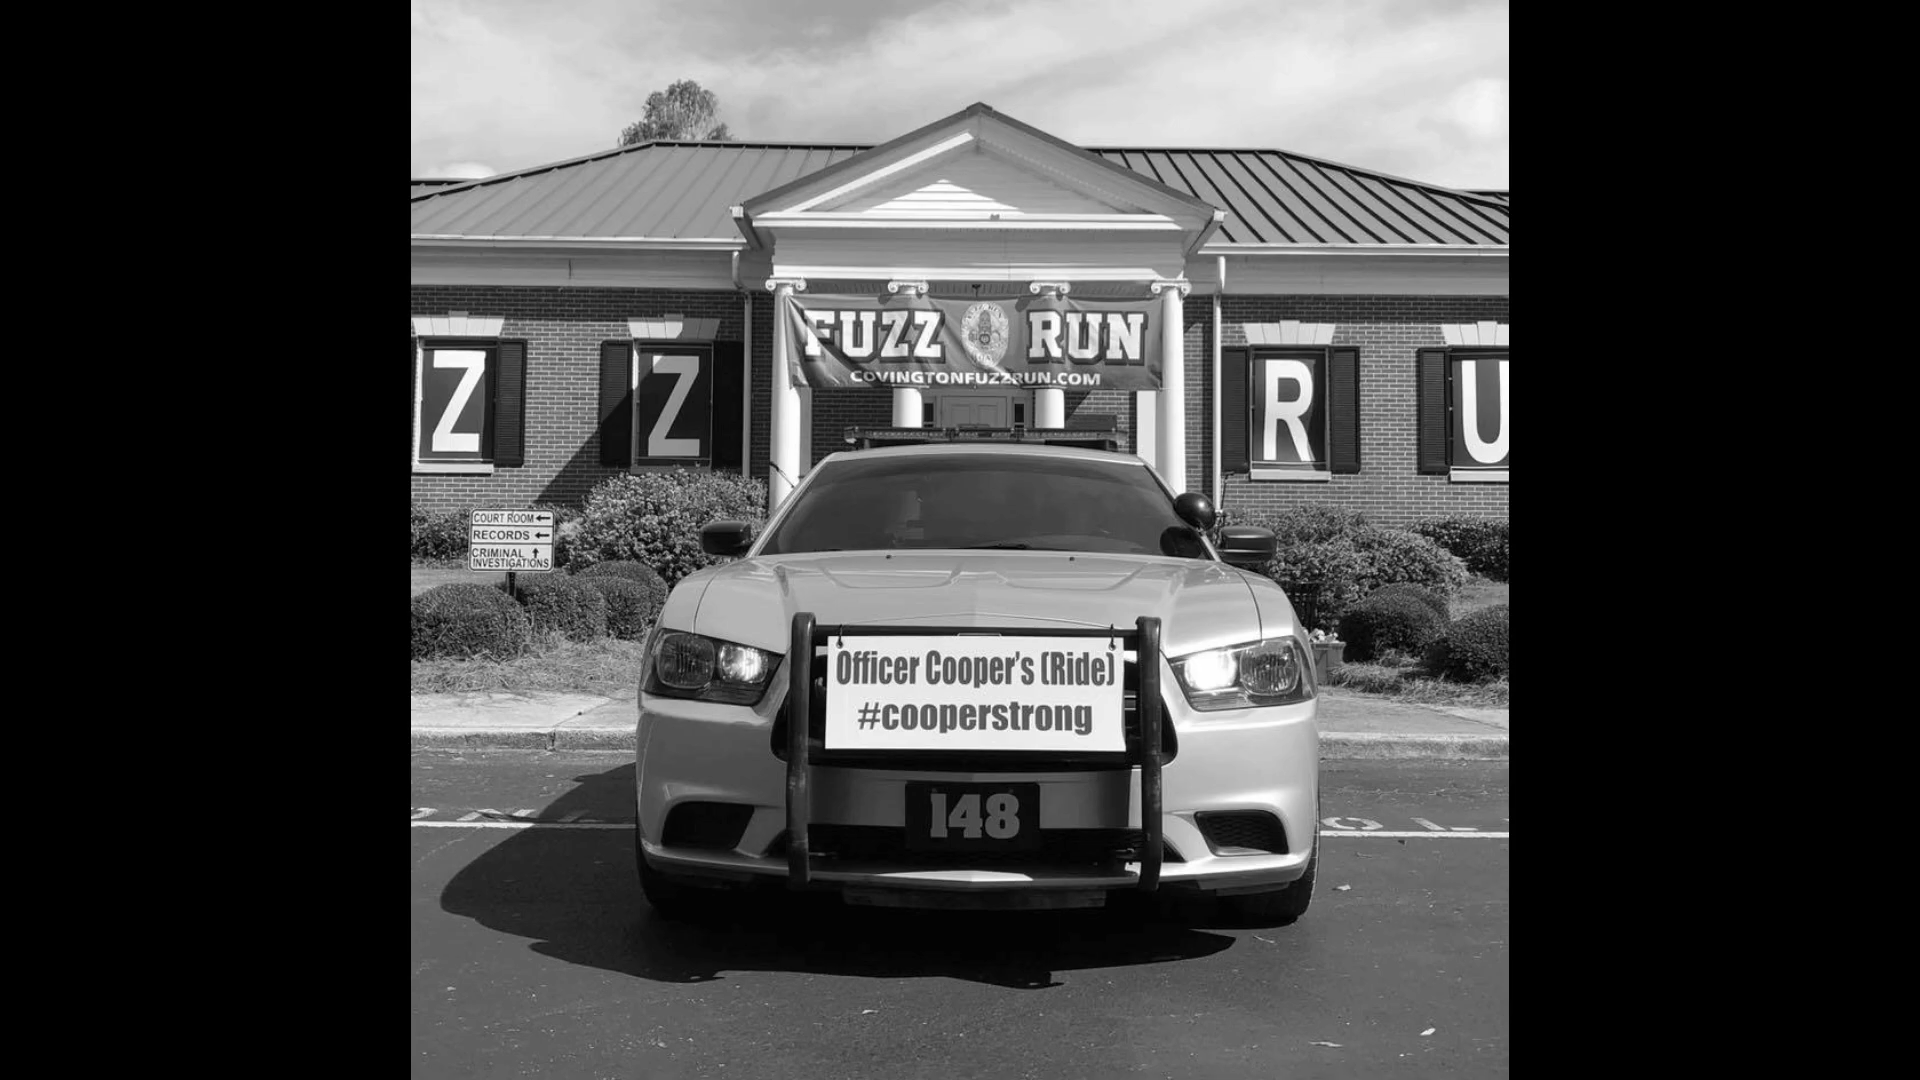 FUZZ RUN
COVINGTONFUZZRUN.COM
Z Z R U
COURT ROOM ←
RECORDS ←
CRIMINAL ↑
INVESTIGATIONS
Officer Cooper's (Ride)
#cooperstrong
148